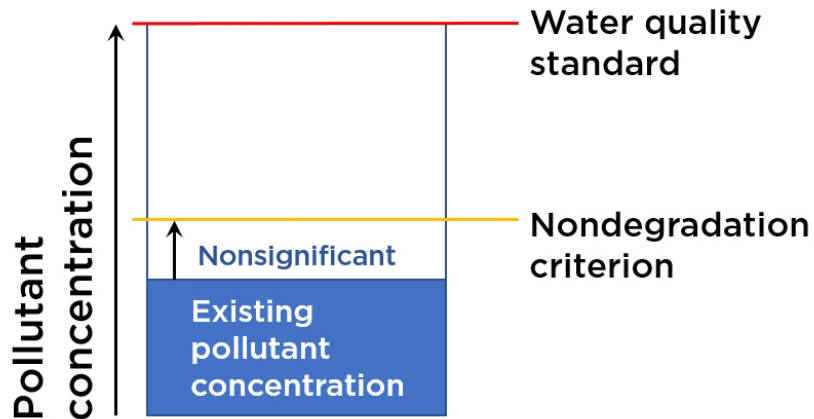 Pollutant
concentration
Water quality
standard
Nondegradation
criterion
Nonsignificant
Existing
pollutant
concentration